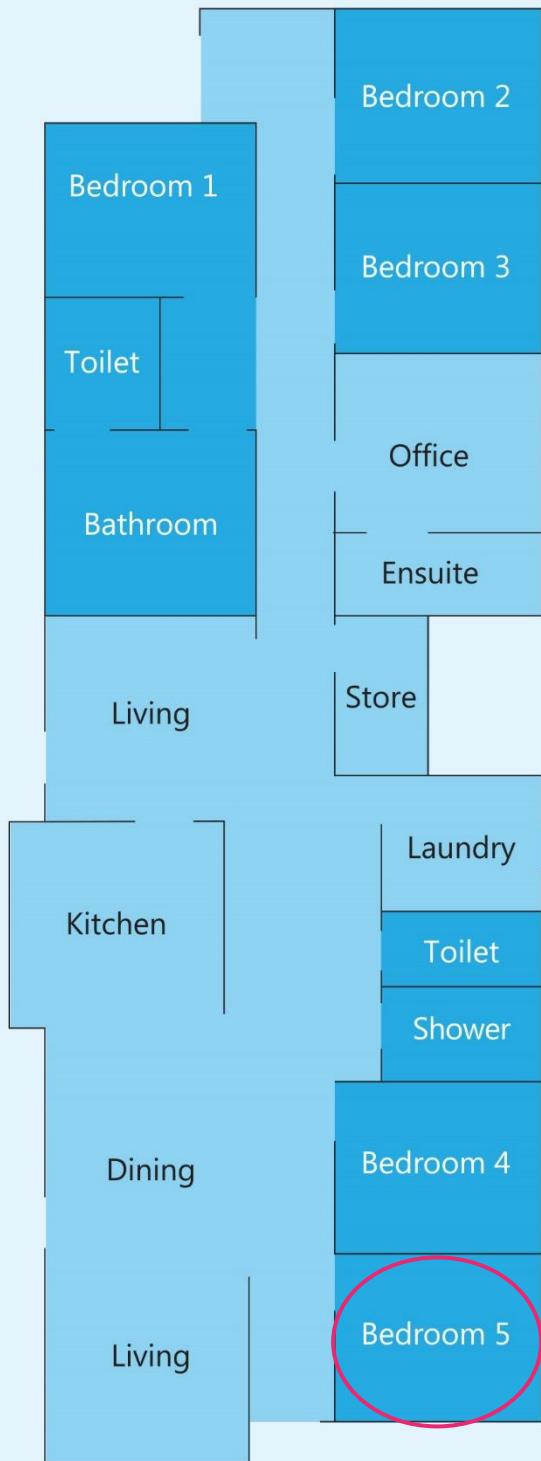 Bedroom 2
Bedroom 1
Bedroom 3
Toilet
Office
Bathroom
Ensuite
Store
Living
Laundry
Kitchen
Toilet
Shower
Bedroom 4
Dining
Bedroom 5
Living